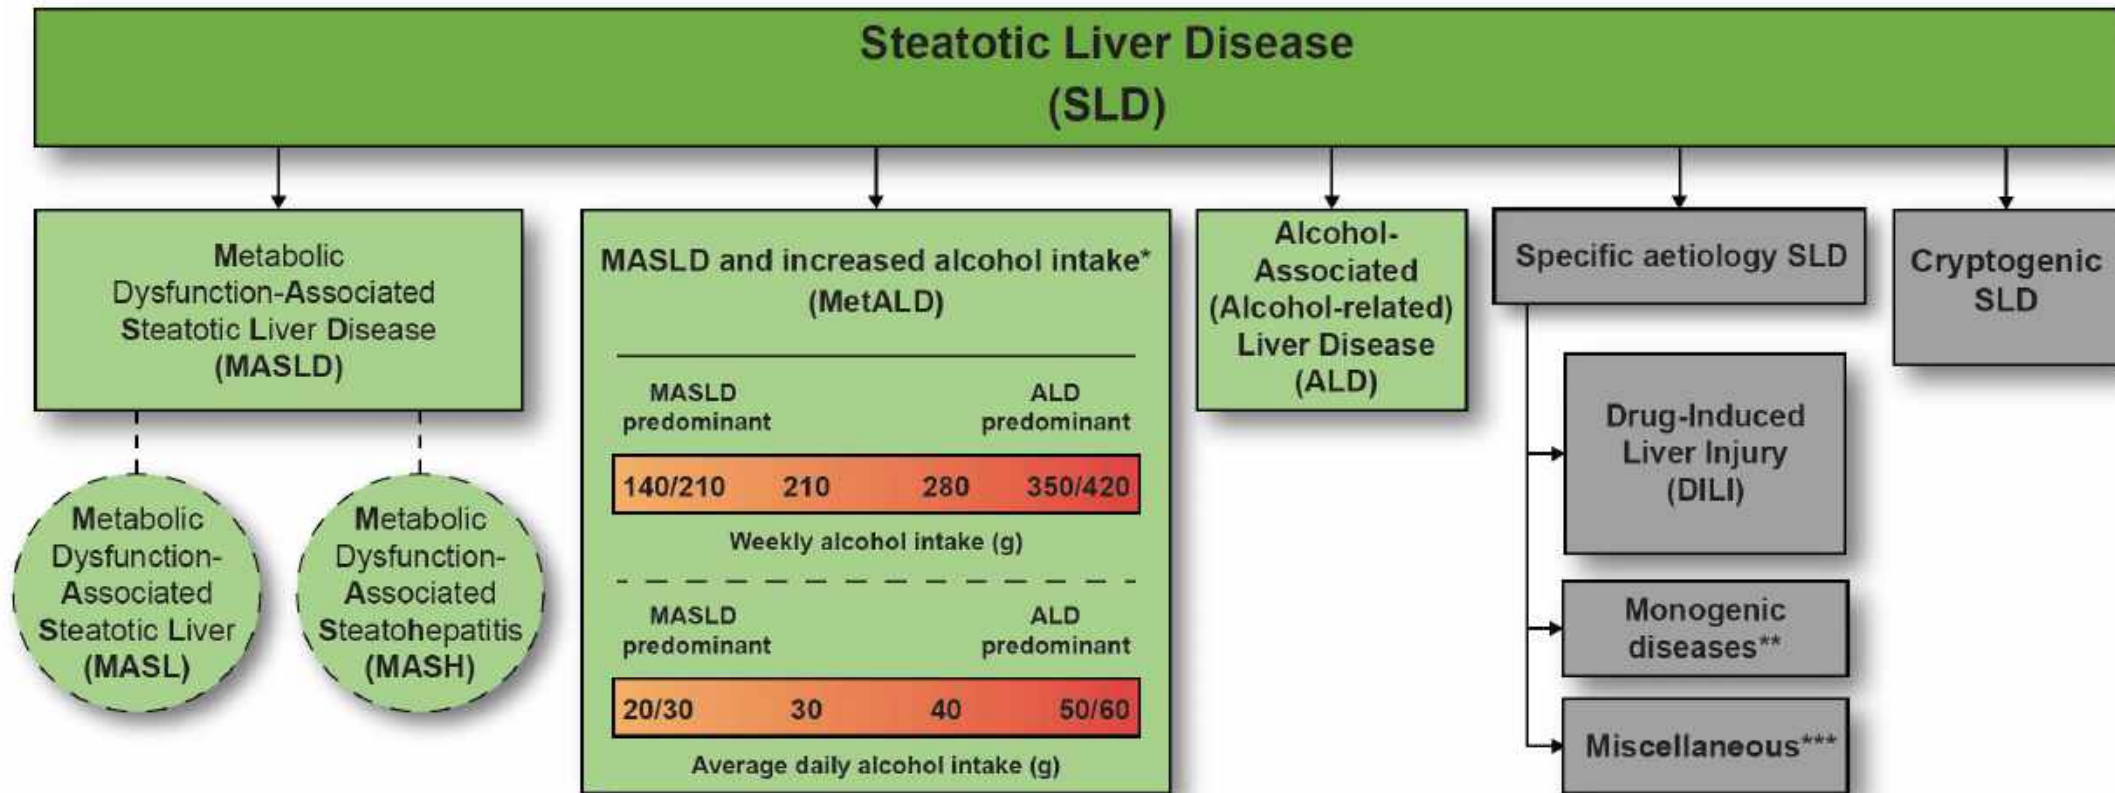 Steatotic Liver Disease
(SLD)
Metabolic
Dysfunction-Associated
Steatotic Liver Disease
(MASLD)
Metabolic
Dysfunction-
Associated
Steatotic Liver
(MASL)
Metabolic
Dysfunction-
Associated
Steatohepatitis
(MASH)
MASLD and increased alcohol intake*
(MetALD)
MASLD
predominant
ALD
predominant
140/210 210 280 350/420
Weekly alcohol intake (g)
MASLD
predominant
ALD
predominant
20/30 30 40 50/60
Average daily alcohol intake (g)
Alcohol-
Associated
(Alcohol-related)
Liver Disease
(ALD)
Specific aetiology SLD
Drug-Induced
Liver Injury
(DILI)
Monogenic
diseases**
Miscellaneous***
Cryptogenic
SLD